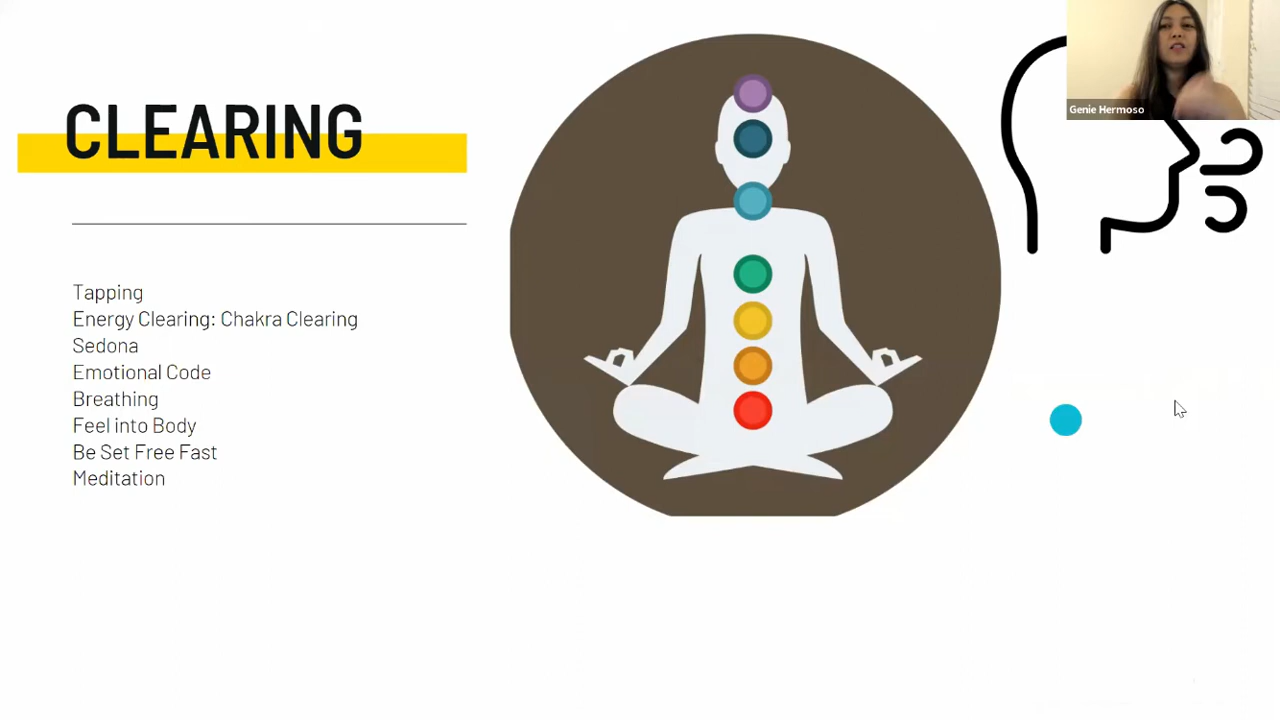 CLEARING
Tapping
Energy Clearing: Chakra Clearing
Sedona
Emotional Code
Breathing
Feel into Body
Be Set Free Fast
Meditation
Genie Hermoso